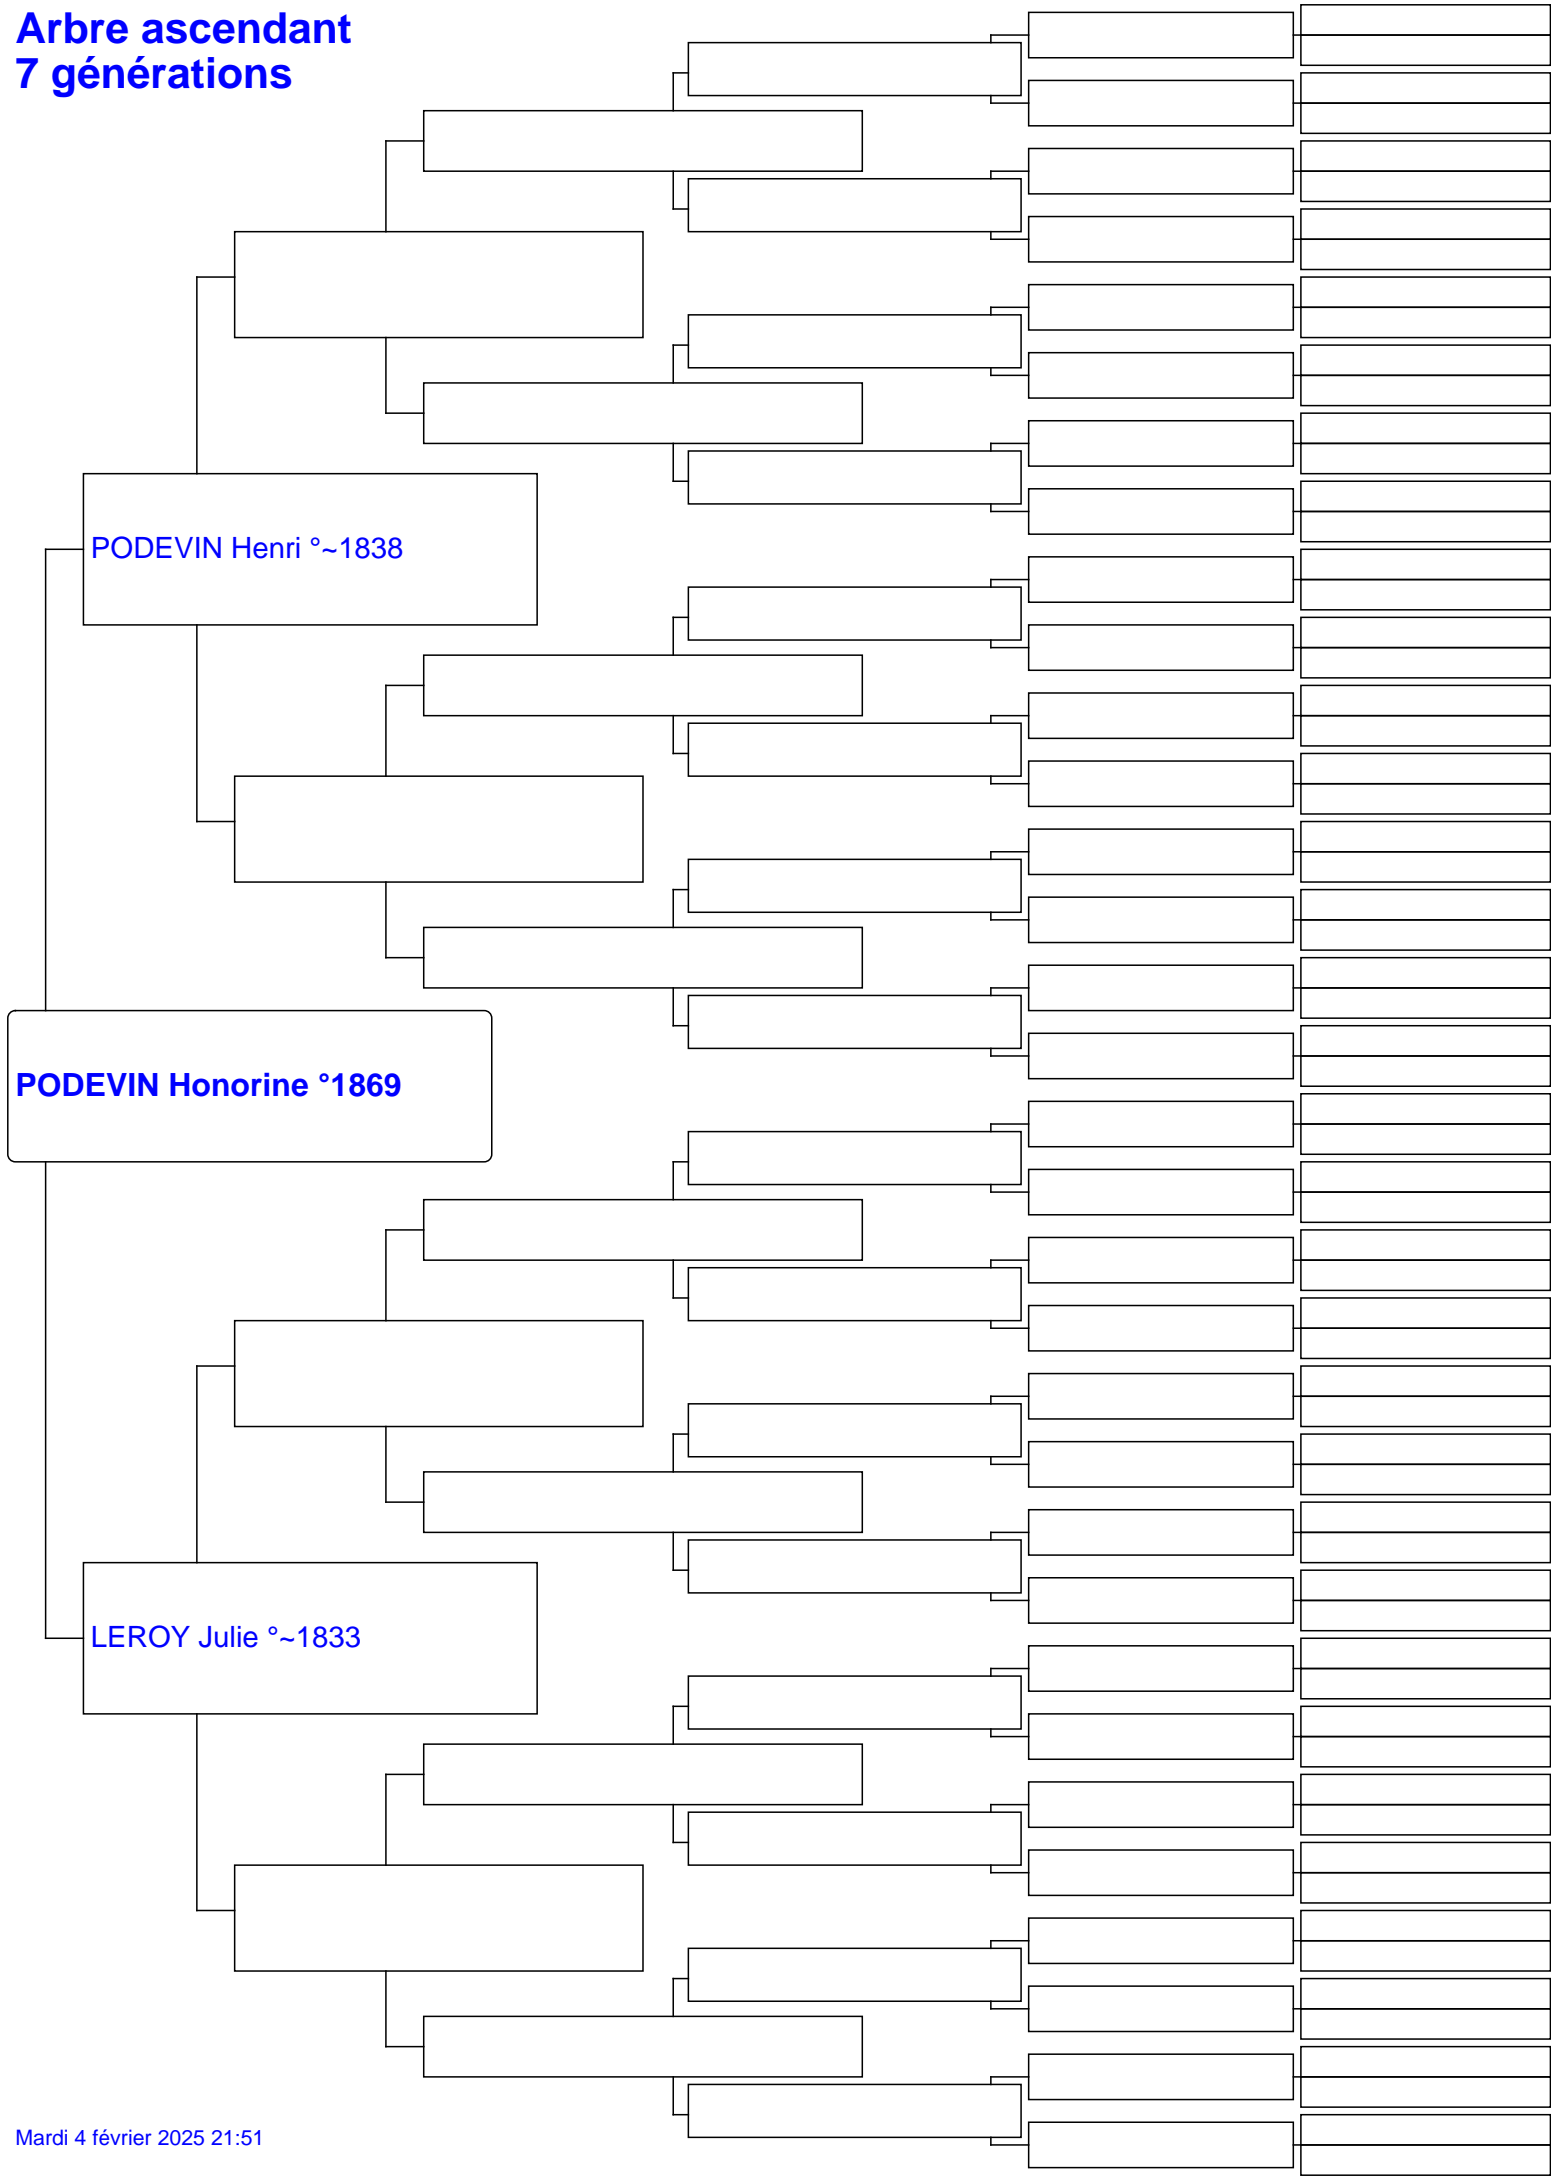 Arbre ascendant
7 générations
PODEVIN Henri °~1838
PODEVIN Honorine °1869
LEROY Julie °~1833
Mardi 4 février 2025 21:51